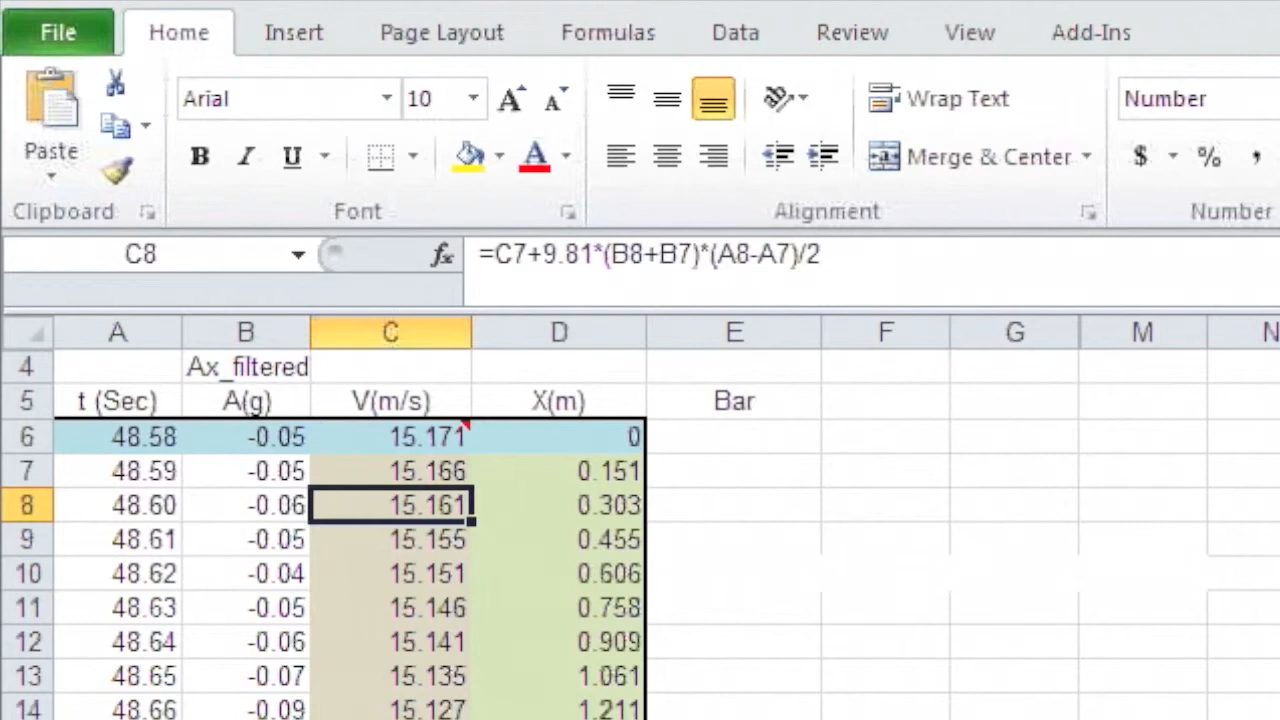 File Home Insert Page Layout Formulas Data Review View Add-Ins
Arial 10 A A Wrap Text Number
Paste B I U A Merge & Center $ % ,
Clipboard Font Alignment Number
C8 fx =C7+9.81*(B8+B7)*(A8-A7)/2
A B C D E F G M N
4 Ax_filtered
5 t (Sec) A(g) V(m/s) X(m) Bar
6 48.58 -0.05 15.171 0
7 48.59 -0.05 15.166 0.151
8 48.60 -0.06 15.161 0.303
9 48.61 -0.05 15.155 0.455
10 48.62 -0.04 15.151 0.606
11 48.63 -0.05 15.146 0.758
12 48.64 -0.06 15.141 0.909
13 48.65 -0.07 15.135 1.061
14 48.66 -0.09 15.127 1.211